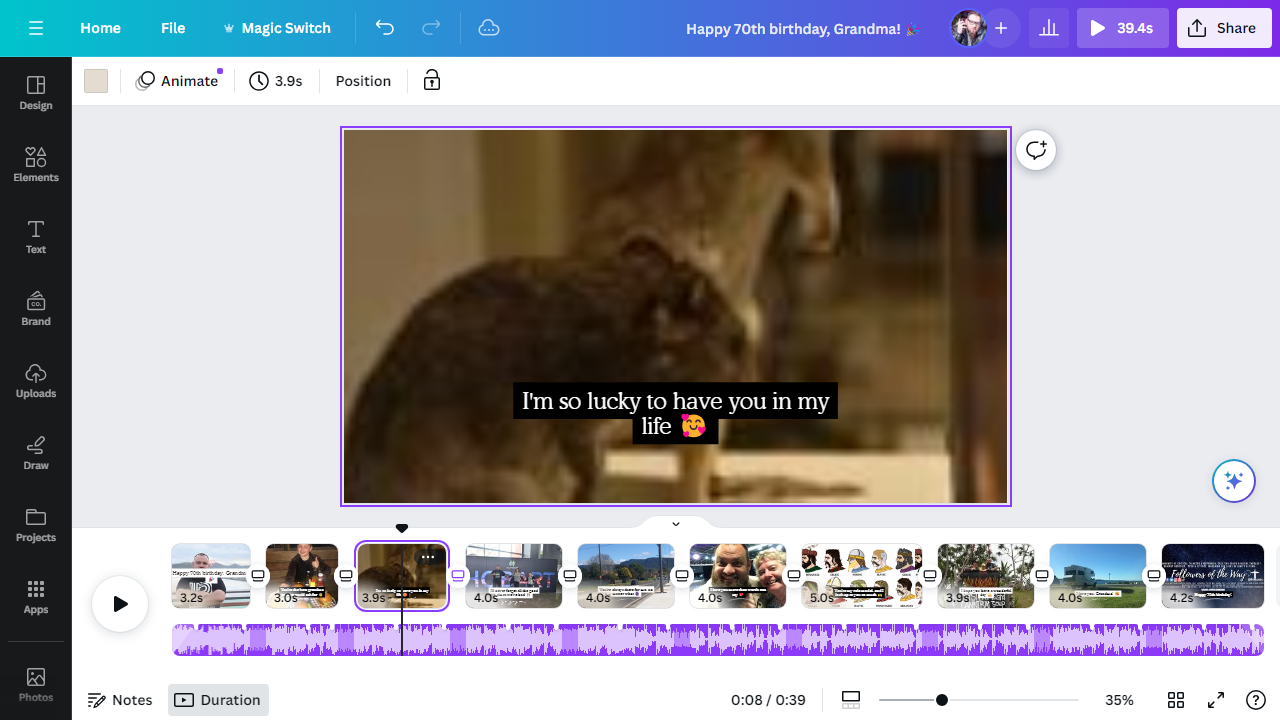 Home
File
Magic Switch
Happy 70th birthday, Grandma! 🎉
39.4s
Share
Animate
3.9s
Position
Design
Elements
Text
CO.
Brand
Uploads
Draw
Projects
Apps
Photos
I'm so lucky to have you in my
life 🥰
3.2s
3.0s
3.9s
4.0s
4.0s
4.0s
5.0s
3.9s
4.0s
4.2s
Followers of the Way
Notes
Duration
0:08 / 0:39
35%